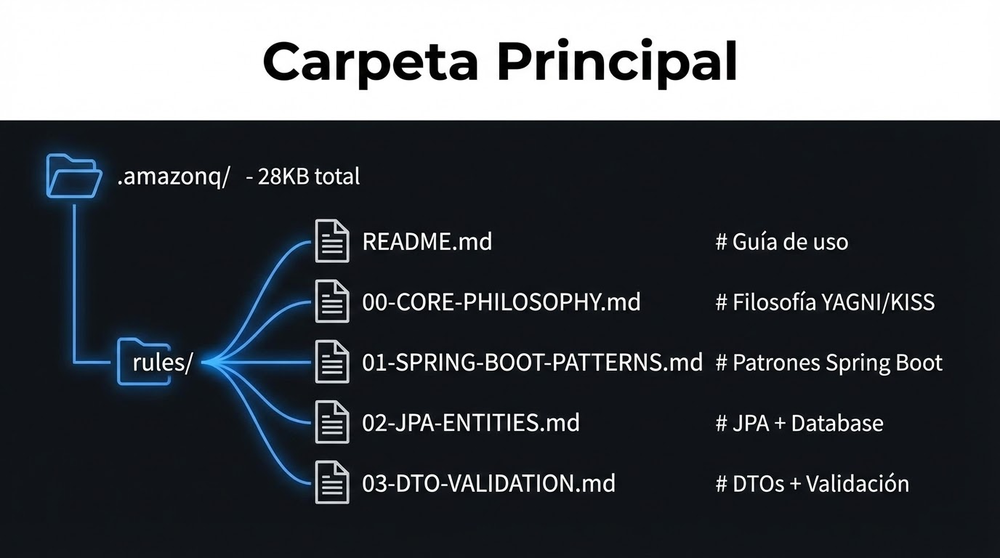 Carpeta Principal
.amazonq/ - 28KB total
README.md # Guía de uso
00-CORE-PHILOSOPHY.md # Filosofía YAGNI/KISS
rules/ 01-SPRING-BOOT-PATTERNS.md # Patrones Spring Boot
02-JPA-ENTITIES.md # JPA + Database
03-DTO-VALIDATION.md # DTOs + Validación